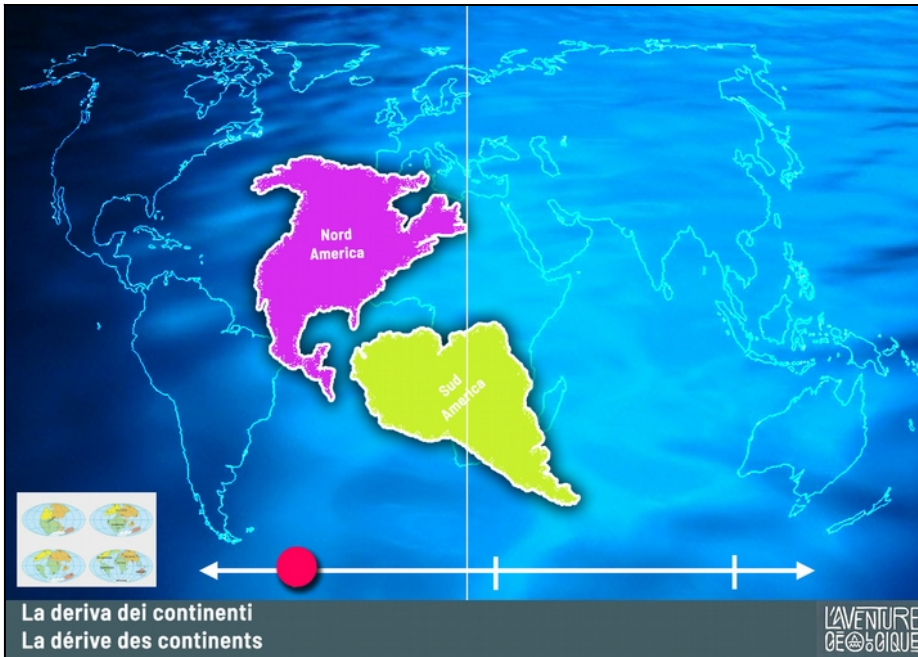 Nord
America
Sud
America
La deriva dei continenti
La dérive des continents
L'AVENTURE
GÉOLOGIQUE